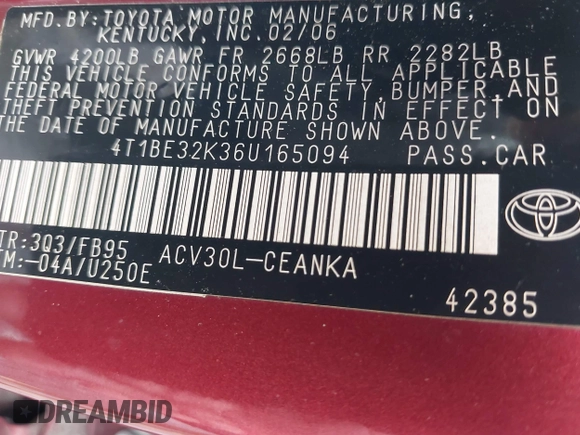 MFD. BY: TOYOTA MOTOR MANUFACTURING,
KENTUCKY, INC. 02/06
GVWR 4200LB GAWR FR 2668LB RR 2282LB
THIS VEHICLE CONFORMS TO ALL APPLICABLE
FEDERAL MOTOR VEHICLE SAFETY, BUMPER, AND
THEFT PREVENTION STANDARDS IN EFFECT ON
THE DATE OF MANUFACTURE SHOWN ABOVE.
4T1BE32K36U165094 PASS.CAR
TR:3Q3/FB95 ACV30L-CEANKA
TM:-04A/U250E
42385
DREAMBID